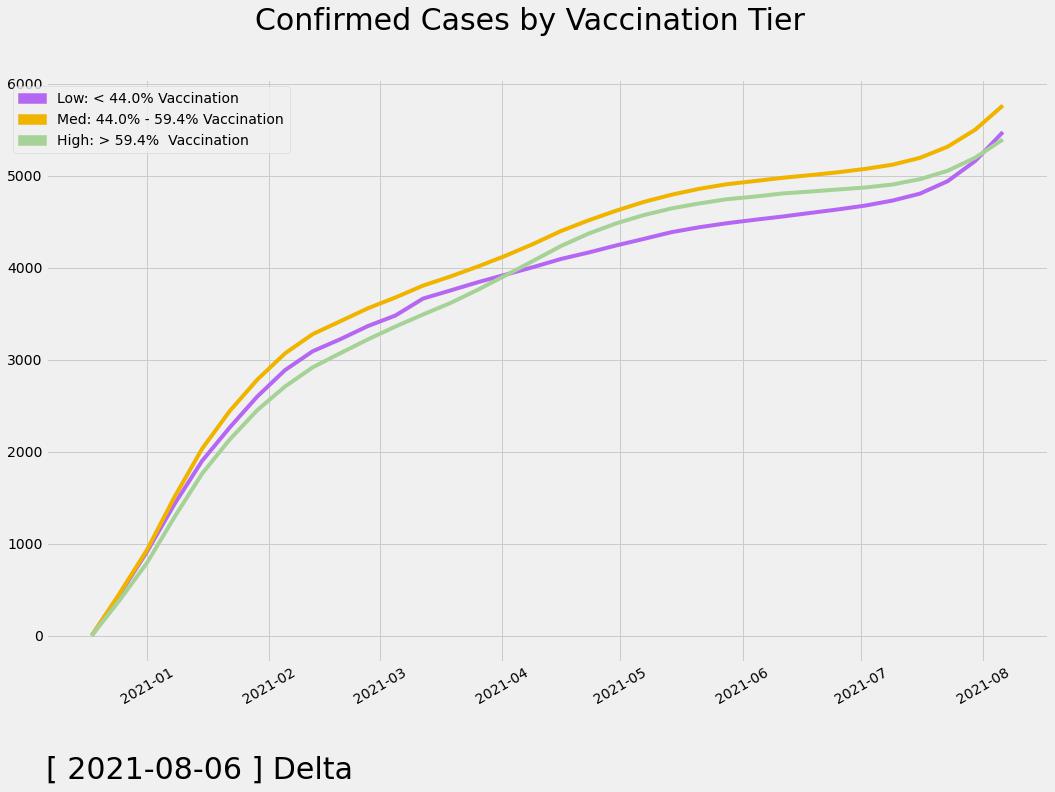 Confirmed Cases by Vaccination Tier
6000
Low: < 44.0% Vaccination
Med: 44.0% - 59.4% Vaccination
High: > 59.4%  Vaccination
5000
4000
3000
2000
1000
0
2021-01 2021-02 2021-03 2021-04 2021-05 2021-06 2021-07 2021-08
[ 2021-08-06 ] Delta